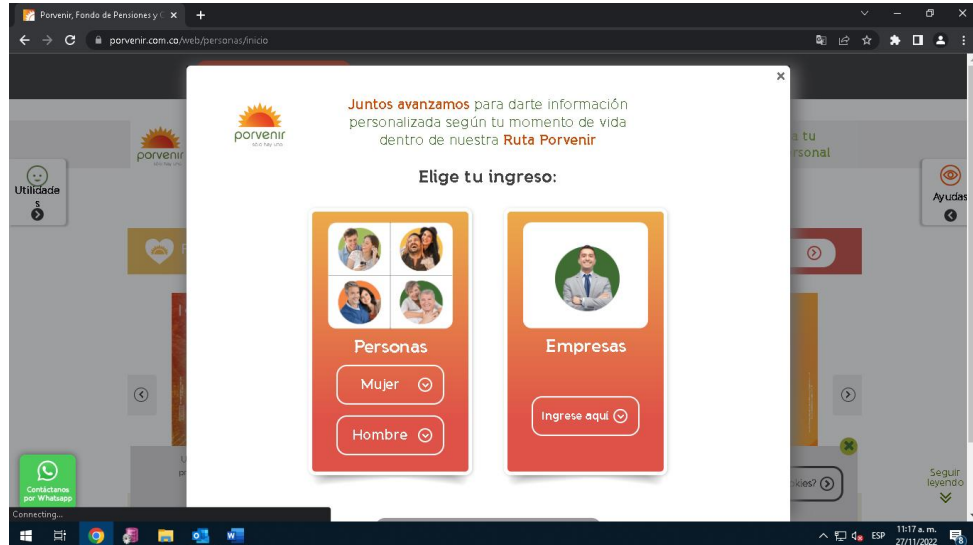 Porvenir, Fondo de Pensiones y C
porvenir.com.co/web/personas/inicio
porvenir
Juntos avanzamos para darte información
personalizada según tu momento de vida
dentro de nuestra Ruta Porvenir
porvenir
a tu
rsonal
Utilidade
s
Ayudas
Elige tu ingreso:
Personas
Mujer
Hombre
Empresas
Ingrese aquí
Contáctanos
por Whatsapp
kies?
Seguir
leyendo
Connecting...
ESP
11:17 a. m.
27/11/2022
8